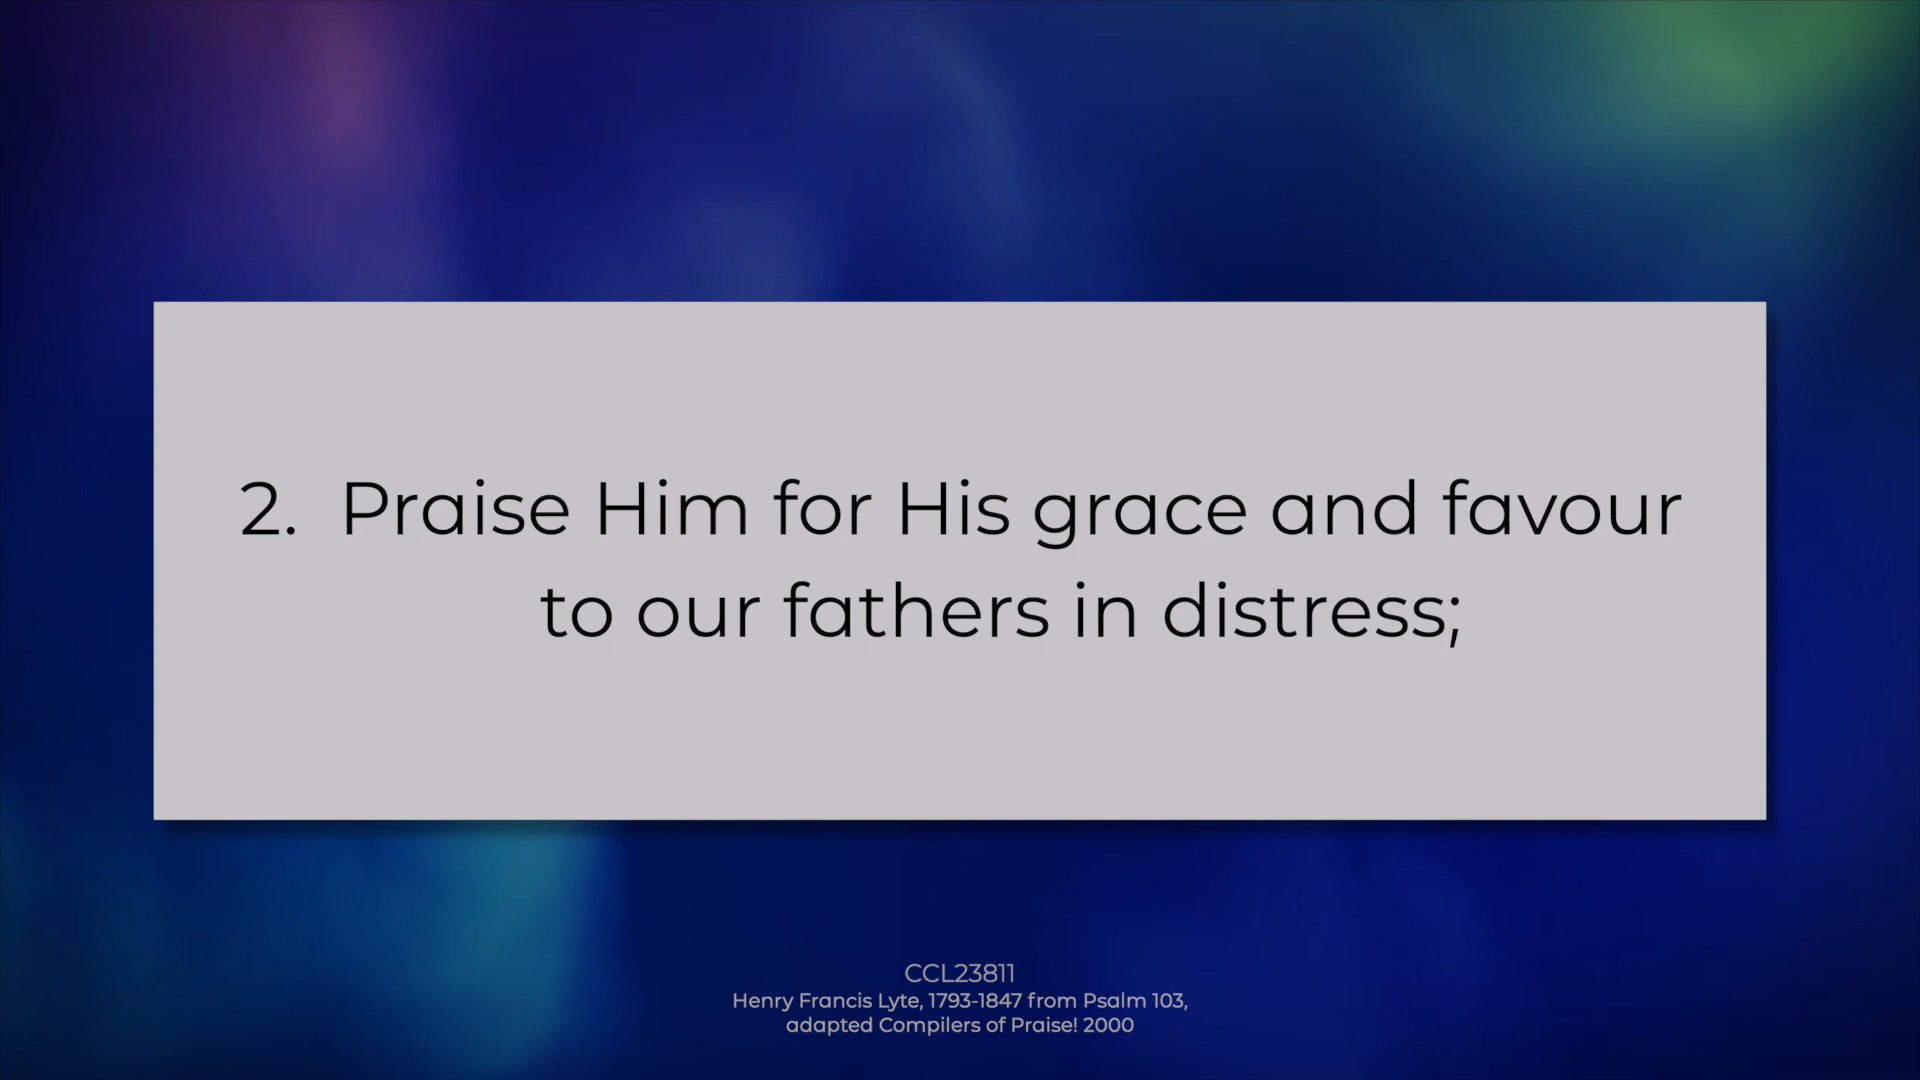 2. Praise Him for His grace and favour
to our fathers in distress;
CCL23811
Henry Francis Lyte, 1793-1847 from Psalm 103,
adapted Compilers of Praise! 2000